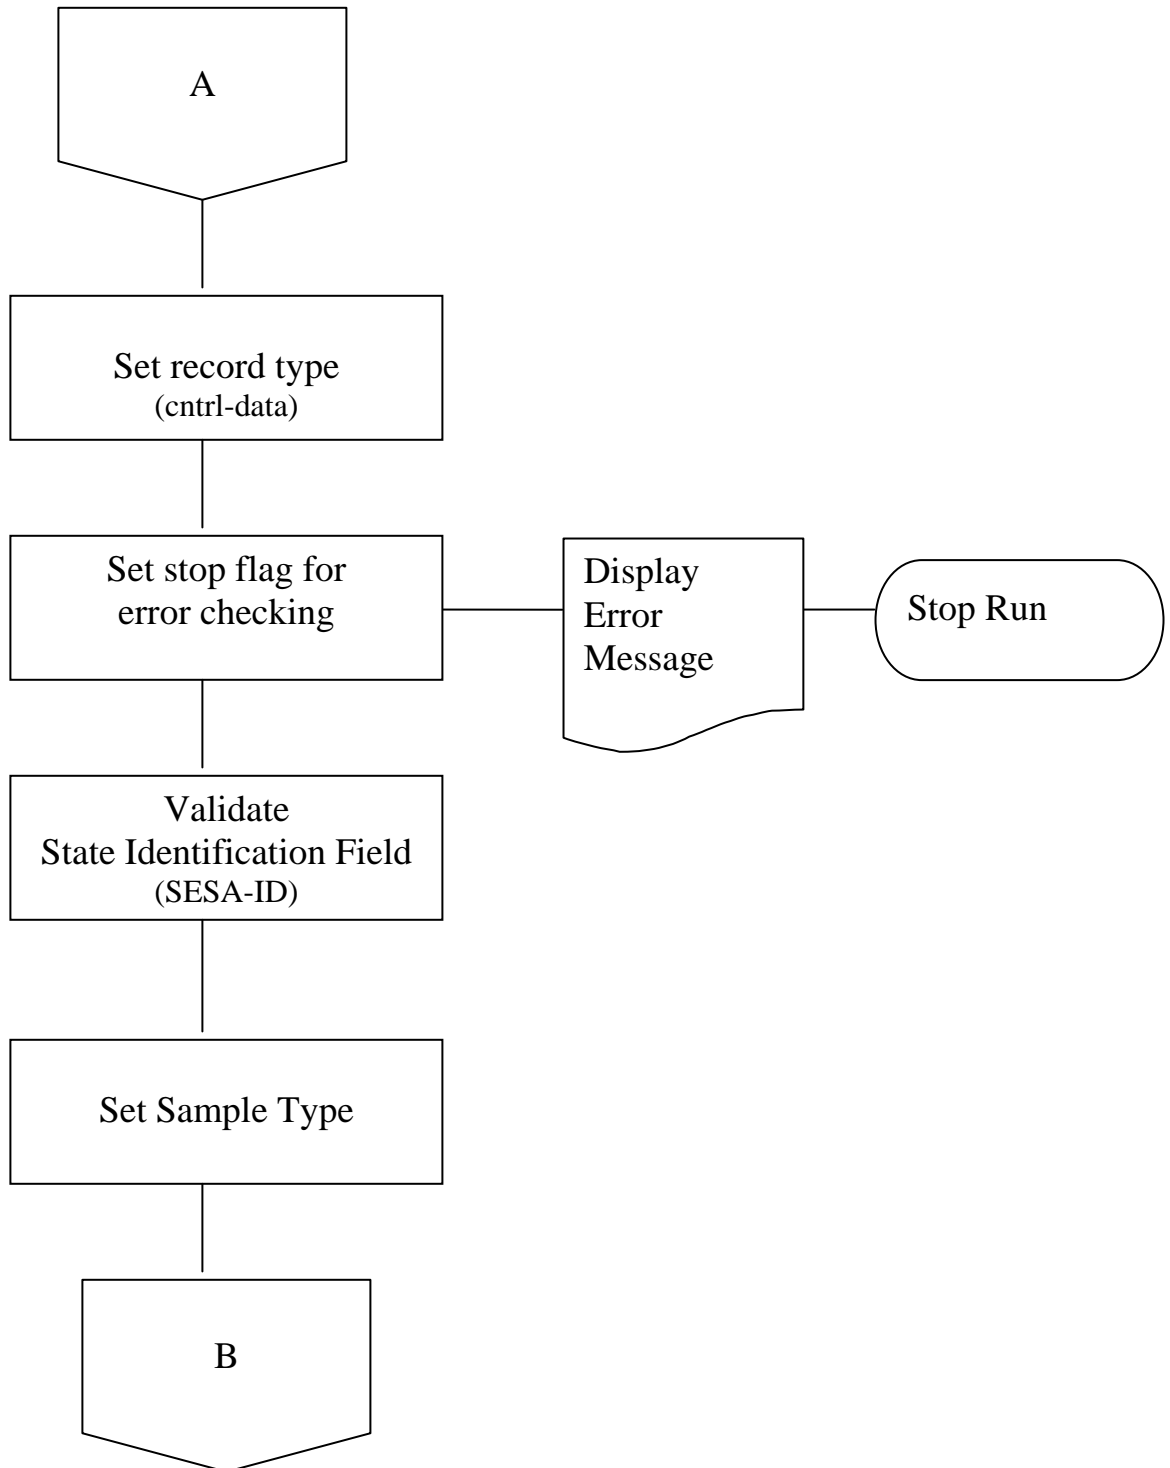 A
Set record type
(cntrl-data)
Set stop flag for
error checking
Display
Error
Message
Stop Run
Validate
State Identification Field
(SESA-ID)
Set Sample Type
B